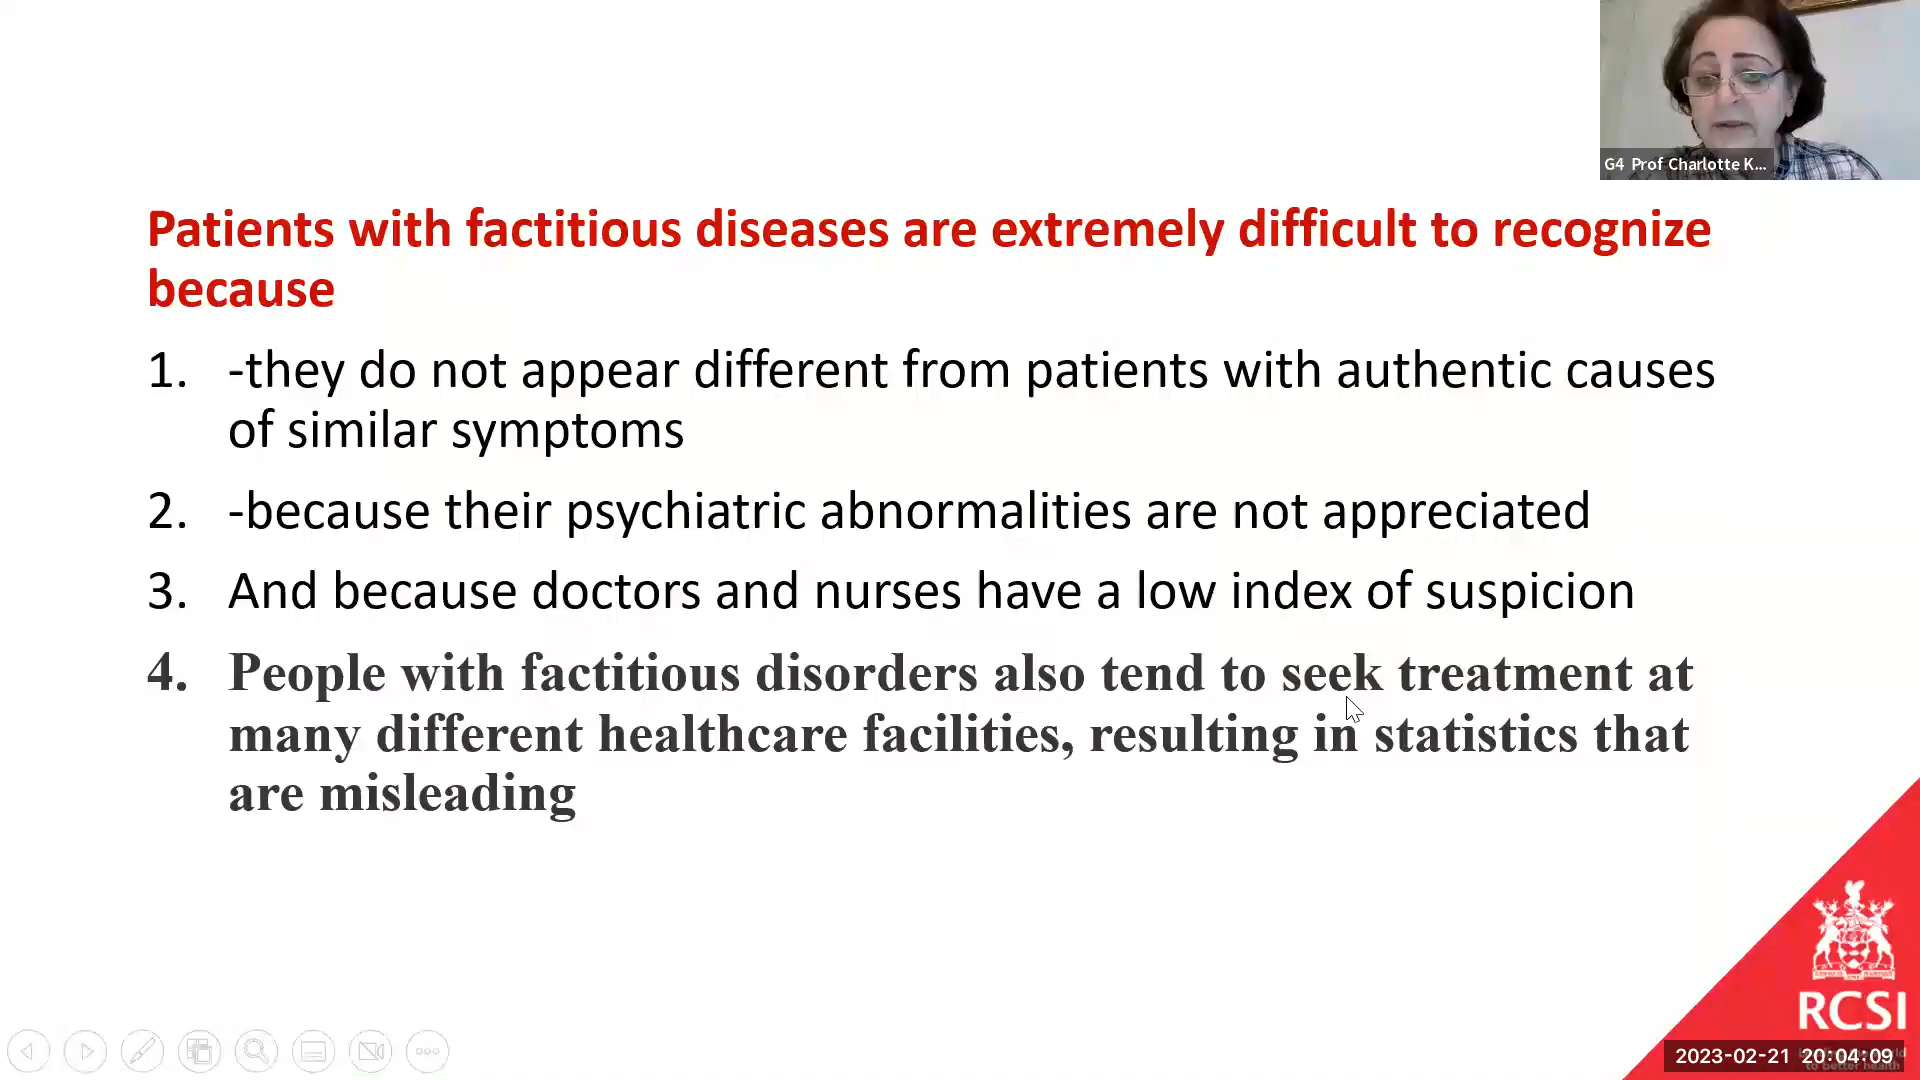 G4 Prof Charlotte K...
Patients with factitious diseases are extremely difficult to recognize
because
1. -they do not appear different from patients with authentic causes
of similar symptoms
2. -because their psychiatric abnormalities are not appreciated
3. And because doctors and nurses have a low index of suspicion
4. People with factitious disorders also tend to seek treatment at
many different healthcare facilities, resulting in statistics that
are misleading
RCSI
2023-02-21 20:04:09
to better health